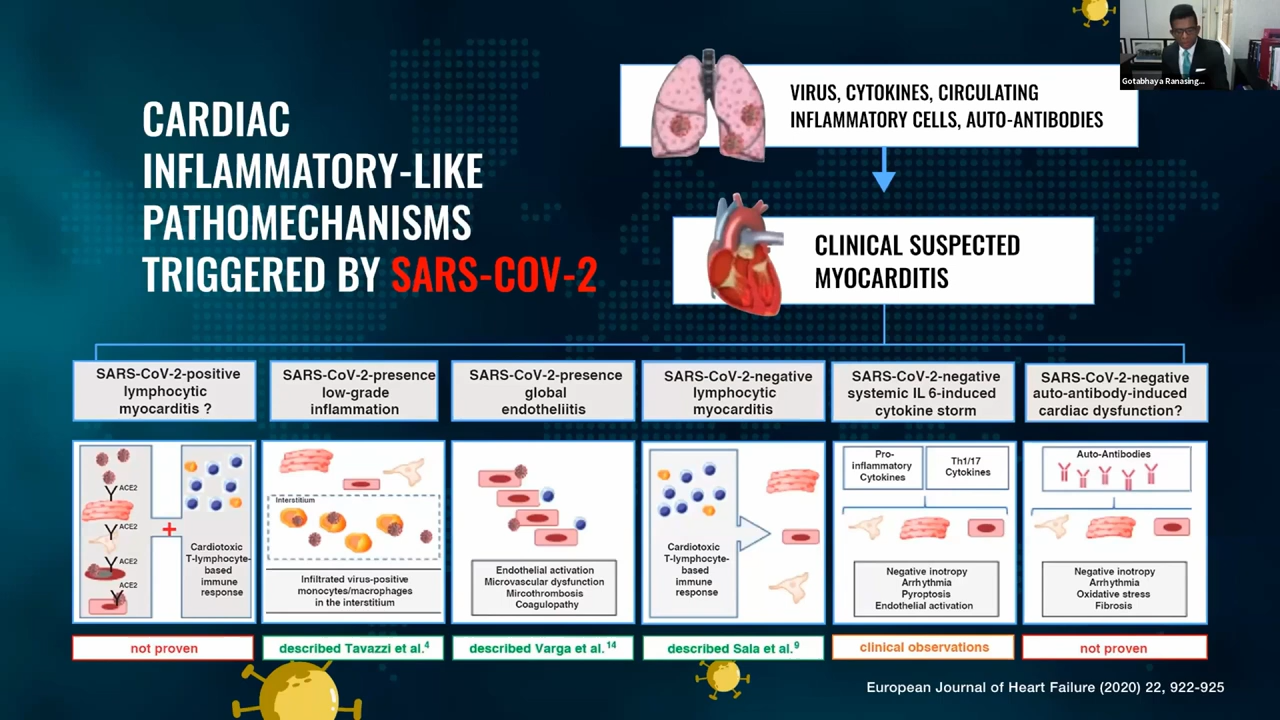 CARDIAC
INFLAMMATORY-LIKE
PATHOMECHANISMS
TRIGGERED BY SARS-COV-2
VIRUS, CYTOKINES, CIRCULATING
INFLAMMATORY CELLS, AUTO-ANTIBODIES
Gotabhaya Ranasing...
CLINICAL SUSPECTED
MYOCARDITIS
SARS-CoV-2-positive
lymphocytic
myocarditis ?
SARS-CoV-2-presence
low-grade
inflammation
SARS-CoV-2-presence
global
endotheliitis
SARS-CoV-2-negative
lymphocytic
myocarditis
SARS-CoV-2-negative
systemic IL 6-induced
cytokine storm
SARS-CoV-2-negative
auto-antibody-induced
cardiac dysfunction?
ACE2
ACE2
ACE2
ACE2
+
Cardiotoxic
T-lymphocyte-
based
immune
response
Interstitium
Infiltrated virus-positive
monocytes/macrophages
in the interstitium
Endothelial activation
Microvascular dysfunction
Mircothrombosis
Coagulopathy
Cardiotoxic
T-lymphocyte-
based
immune
response
Pro-
inflammatory
Cytokines
Th1/17
Cytokines
Negative inotropy
Arrhythmia
Pyroptosis
Endothelial activation
Auto-Antibodies
Negative inotropy
Arrhythmia
Oxidative stress
Fibrosis
not proven
described Tavazzi et al.4
described Varga et al.14
described Sala et al.9
clinical observations
not proven
European Journal of Heart Failure (2020) 22, 922-925